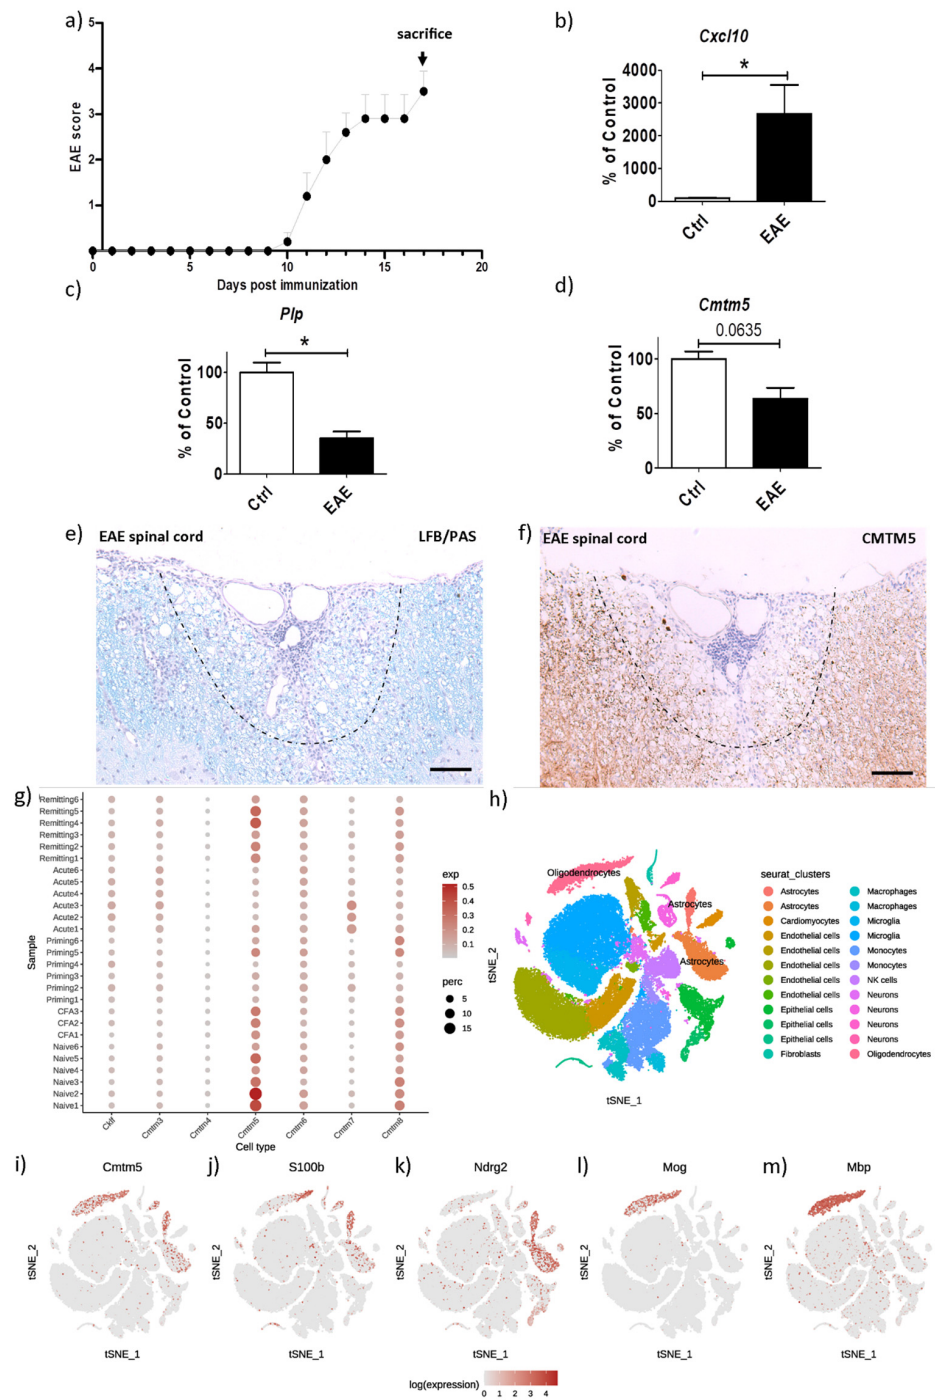 a)
sacrifice
5
4
3
2
1
EAE score
0 5 10 15 20
Days post immunization
b)
Cxcl10
*
4000
3000
2000
1000
0
% of Control
Ctrl EAE
c)
Plp
*
100
50
0
% of Control
Ctrl EAE
d)
Cmtm5
0.0635
100
50
0
% of Control
Ctrl EAE
e)
EAE spinal cord LFB/PAS
f)
EAE spinal cord CMTM5
g)
Remitting6
Remitting5
Remitting4
Remitting3
Remitting2
Remitting1
Acute6
Acute5
Acute4
Acute3
Acute2
Acute1
Priming6
Priming5
Priming4
Priming3
Priming2
Priming1
CFA3
CFA2
CFA1
Naive6
Naive5
Naive4
Naive3
Naive2
Naive1
Sample
Cklf Cmtm3 Cmtm4 Cmtm5 Cmtm6 Cmtm7 Cmtm8
Cell type
exp
0.5
0.4
0.3
0.2
0.1
perc
5
10
15
h)
Oligodendrocytes
Astrocytes
Astrocytes
tSNE_2
tSNE_1
seurat_clusters
Astrocytes Macrophages
Astrocytes Macrophages
Cardiomyocytes Microglia
Endothelial cells Microglia
Endothelial cells Monocytes
Endothelial cells Monocytes
Endothelial cells NK cells
Endothelial cells Neurons
Epithelial cells Neurons
Epithelial cells Neurons
Epithelial cells Neurons
Fibroblasts Oligodendrocytes
i)
Cmtm5
tSNE_2
tSNE_1
j)
S100b
tSNE_2
tSNE_1
k)
Ndrg2
tSNE_2
tSNE_1
l)
Mog
tSNE_2
tSNE_1
m)
Mbp
tSNE_2
tSNE_1
log(expression)
0 1 2 3 4